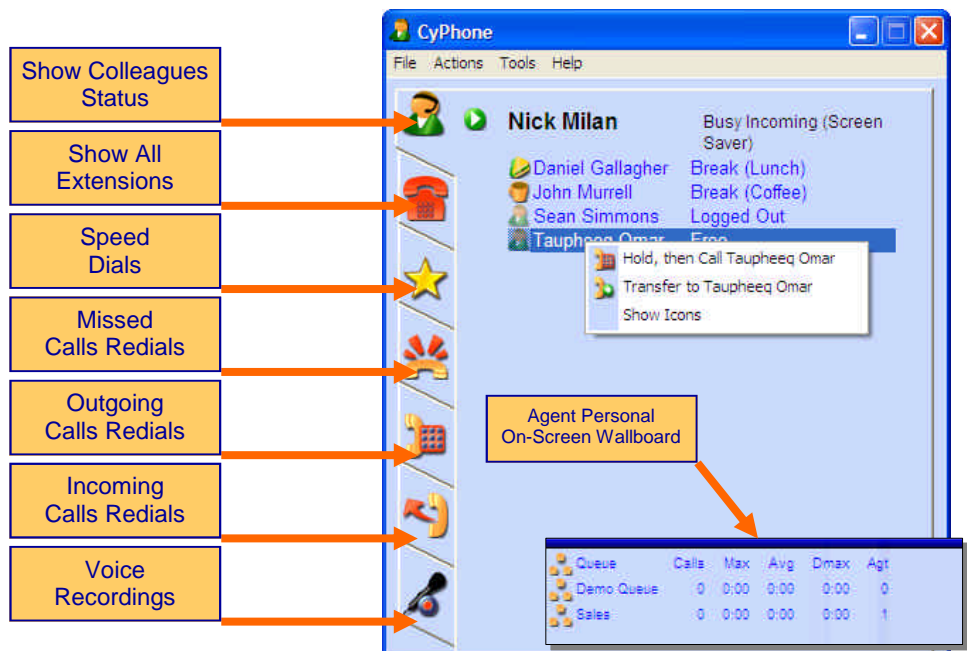 CyPhone
File Actions Tools Help
Show Colleagues
Status
Show All
Extensions
Speed
Dials
Missed
Calls Redials
Outgoing
Calls Redials
Incoming
Calls Redials
Voice
Recordings
Nick Milan Busy Incoming (Screen
Saver)
Daniel Gallagher Break (Lunch)
John Murrell Break (Coffee)
Sean Simmons Logged Out
Taupheeq Omar Free
Hold, then Call Taupheeq Omar
Transfer to Taupheeq Omar
Show Icons
Agent Personal
On-Screen Wallboard
Queue Calls Max Avg Dmax Agt
Demo Queue 0 0:00 0:00 0:00 0
Sales 0 0:00 0:00 0:00 1